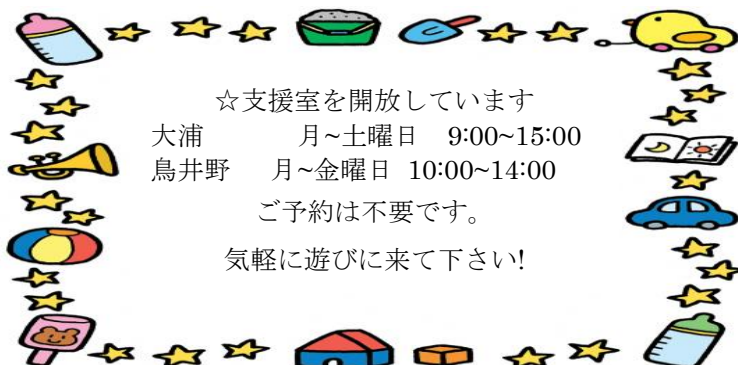 ☆支援室を開放しています
大浦 月~土曜日 9:00~15:00
鳥井野 月~金曜日 10:00~14:00
ご予約は不要です。
気軽に遊びに来て下さい!